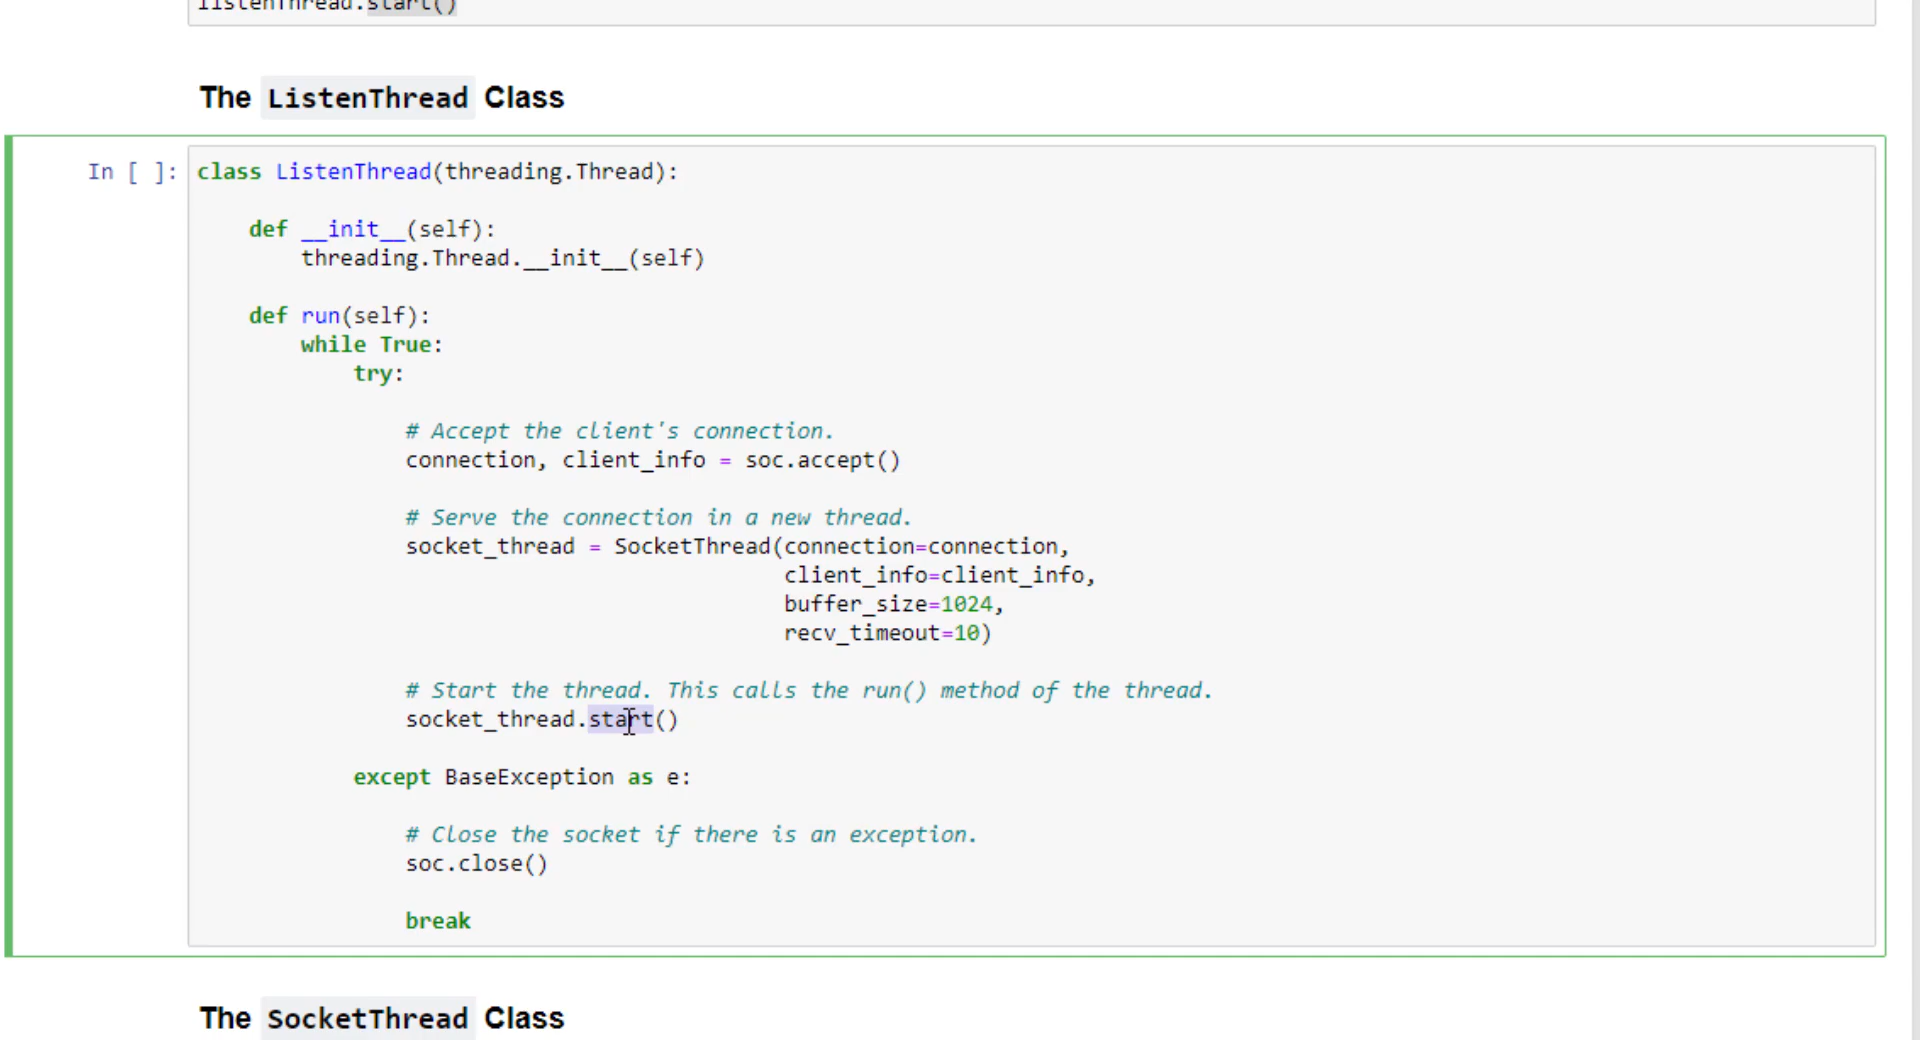 listenThread.start()
The ListenThread Class
In [ ]:
class ListenThread(threading.Thread):
    def __init__(self):
        threading.Thread.__init__(self)
    def run(self):
        while True:
            try:
                # Accept the client's connection.
                connection, client_info = soc.accept()
                # Serve the connection in a new thread.
                socket_thread = SocketThread(connection=connection,
                                             client_info=client_info,
                                             buffer_size=1024,
                                             recv_timeout=10)
                # Start the thread. This calls the run() method of the thread.
                socket_thread.start()
            except BaseException as e:
                # Close the socket if there is an exception.
                soc.close()
                break
The SocketThread Class